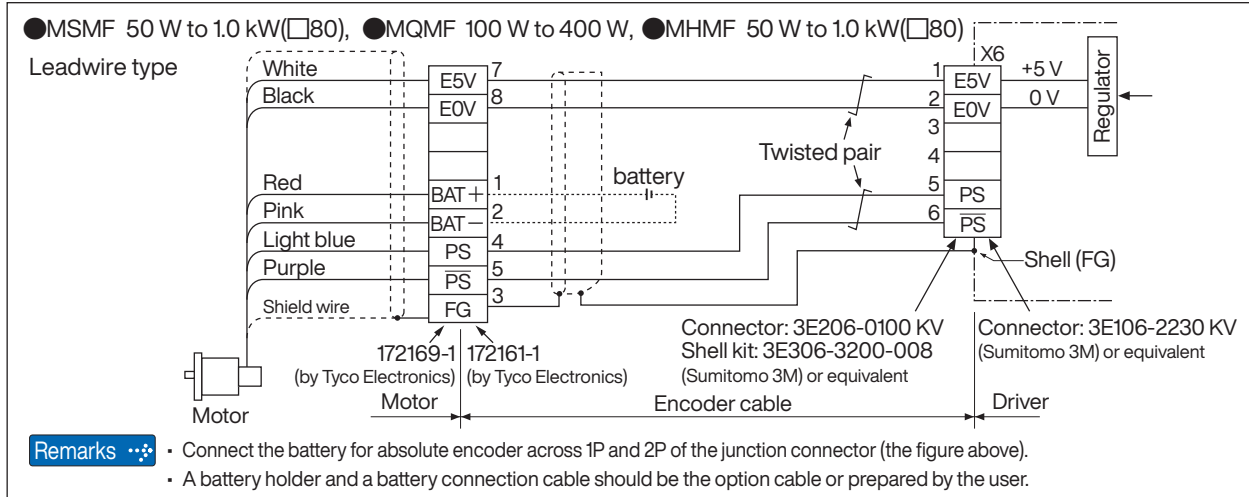 ●MSMF 50 W to 1.0 kW(□80), ●MQMF 100 W to 400 W, ●MHMF 50 W to 1.0 kW(□80)
Leadwire type
White
Black
Red
Pink
Light blue
Purple
Shield wire
Motor
E5V 7
E0V 8
BAT+ 1
BAT− 2
PS 4
P̅S̅ 5
FG 3
battery
Twisted pair
X6
1 E5V +5 V
2 E0V 0 V
3
4
5 PS
6 P̅S̅
Regulator
Shell (FG)
172169-1
(by Tyco Electronics)
172161-1
(by Tyco Electronics)
Connector: 3E206-0100 KV
Shell kit: 3E306-3200-008
(Sumitomo 3M) or equivalent
Connector: 3E106-2230 KV
(Sumitomo 3M) or equivalent
Motor
Encoder cable
Driver
Remarks
• Connect the battery for absolute encoder across 1P and 2P of the junction connector (the figure above).
• A battery holder and a battery connection cable should be the option cable or prepared by the user.